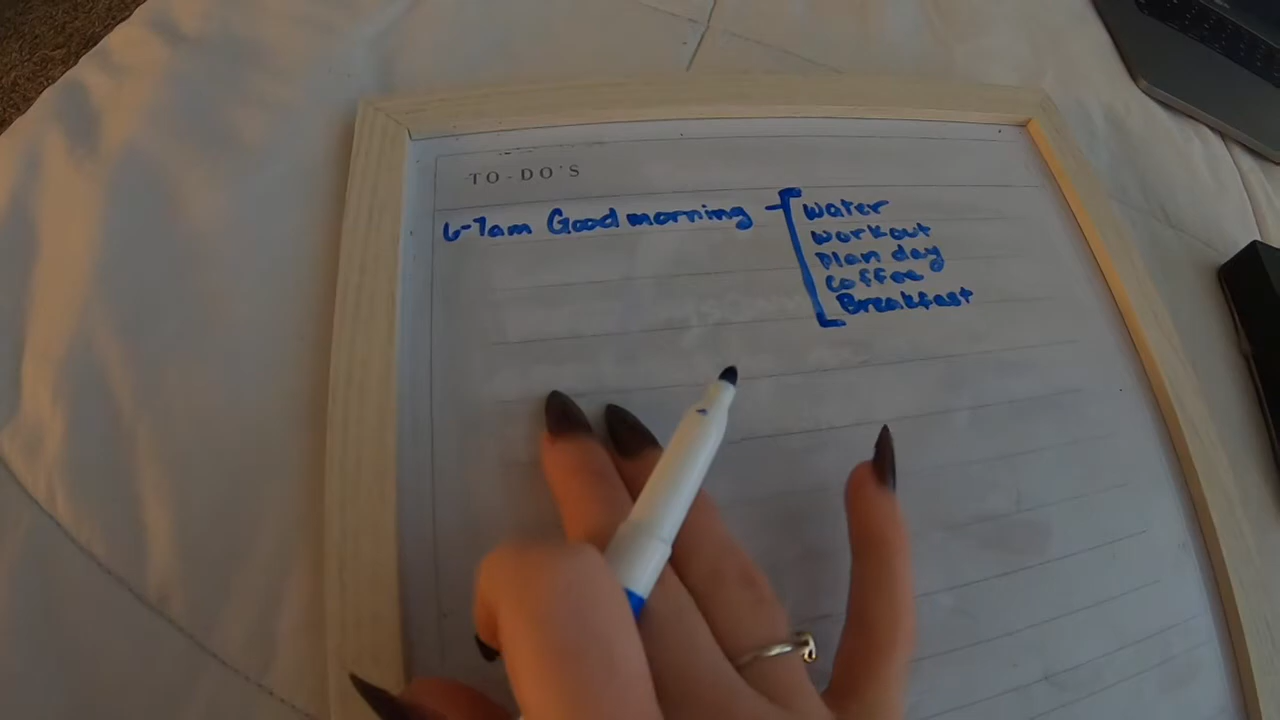 TO-DO'S
6-7am Good morning - [ water
workout
Plan day
coffee
Breakfast